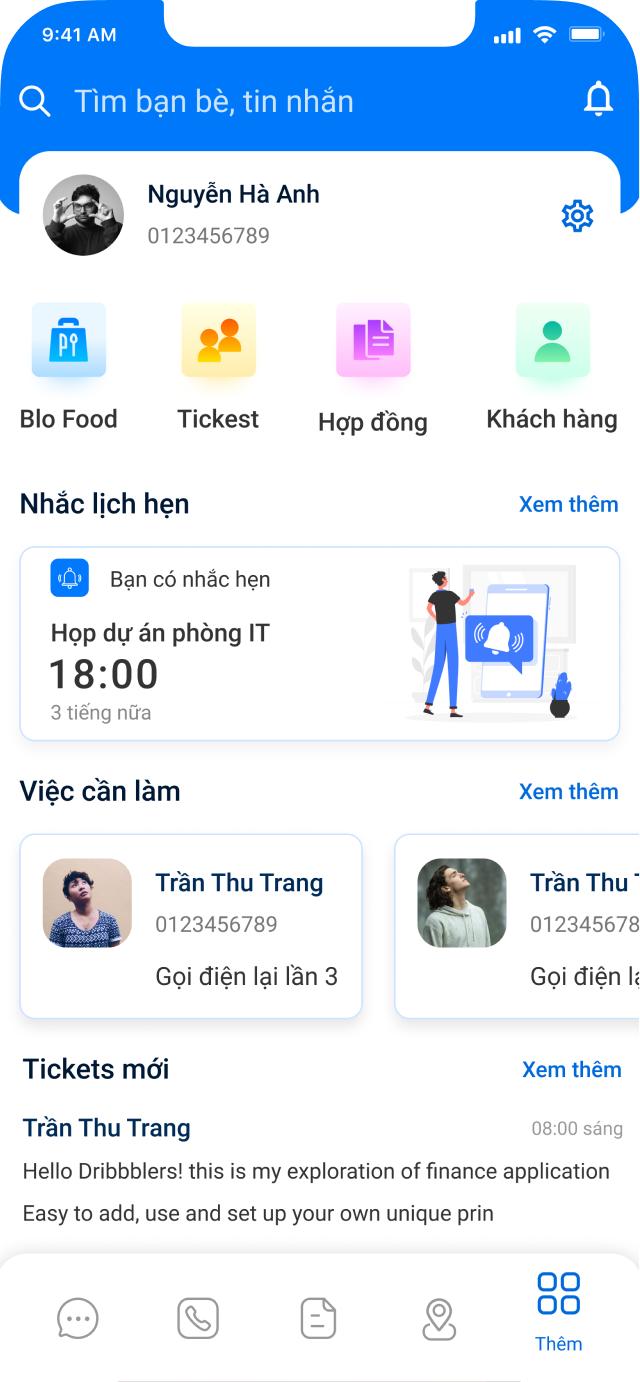 9:41 AM
Tìm bạn bè, tin nhắn
Nguyễn Hà Anh
0123456789
Blo Food
Tickest
Hợp đồng
Khách hàng
Nhắc lịch hẹn
Xem thêm
Bạn có nhắc hẹn
Họp dự án phòng IT
18:00
3 tiếng nữa
Việc cần làm
Xem thêm
Trần Thu Trang
0123456789
Gọi điện lại lần 3
Trần Thu
012345678
Gọi điện
Tickets mới
Xem thêm
Trần Thu Trang
08:00 sáng
Hello Dribbblers! this is my exploration of finance application
Easy to add, use and set up your own unique prin
Thêm